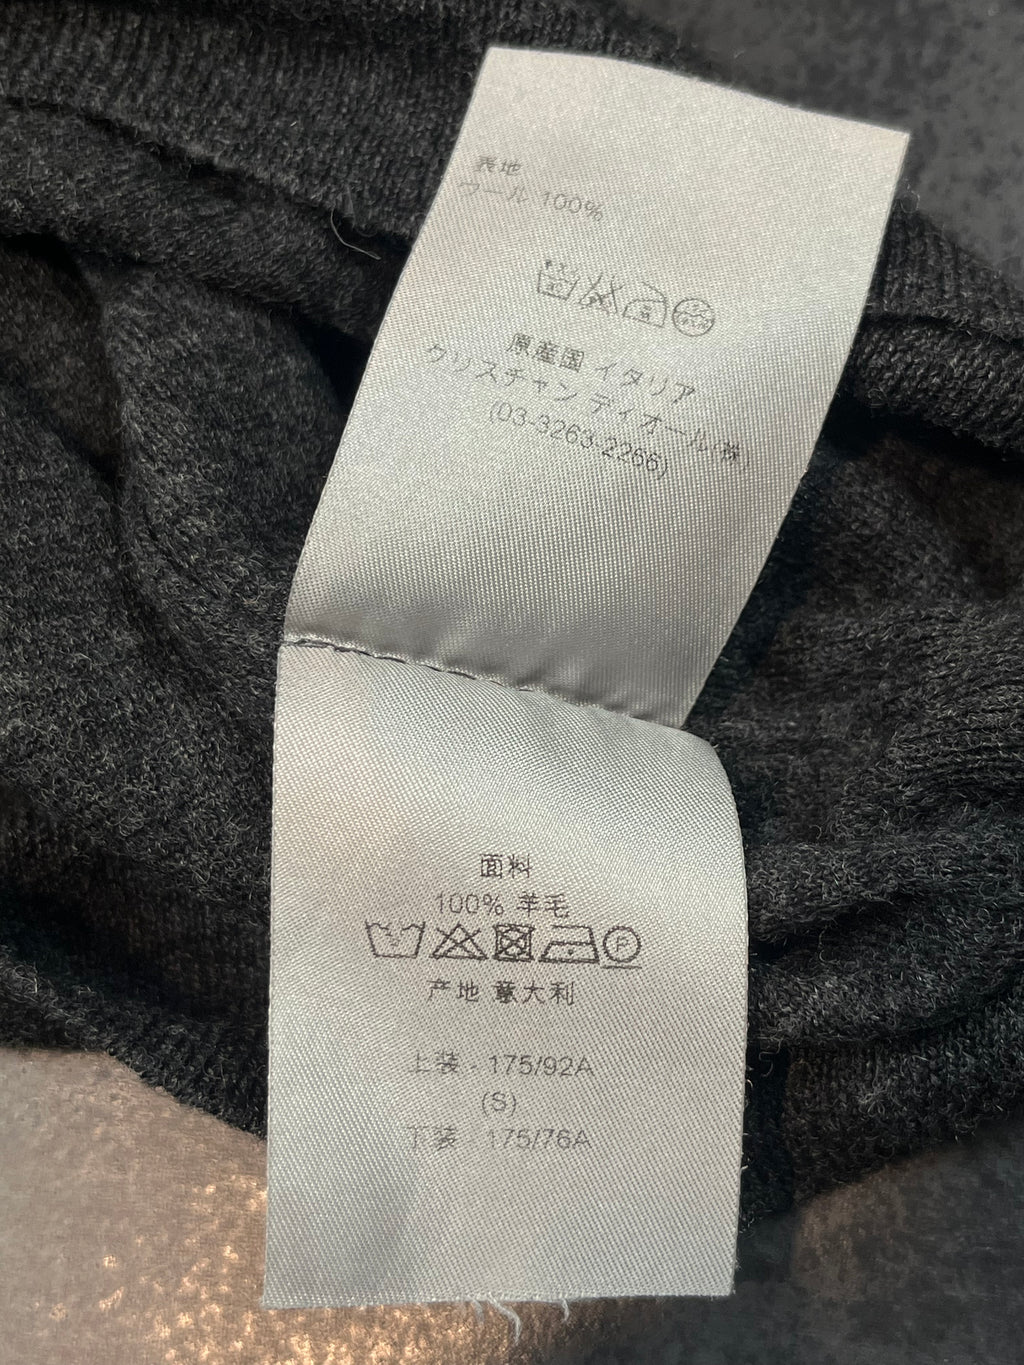 表地
ウール 100%
原産国 イタリア
クリスチャン ディオール(株)
(03-3263-2266)
面料
100% 羊毛
P
产地 意大利
上装 - 175/92A
(S)
下装 - 175/76A